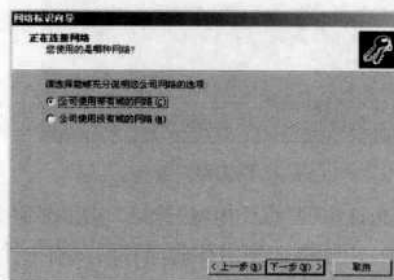 网络标识向导
正在连接网络
您使用的是哪种网络?
请选择能够充分说明您公司网络的选项:
公司使用带有域的网络(C)
公司使用没有域的网络(N)
< 上一步(B)
下一步(N) >
取消